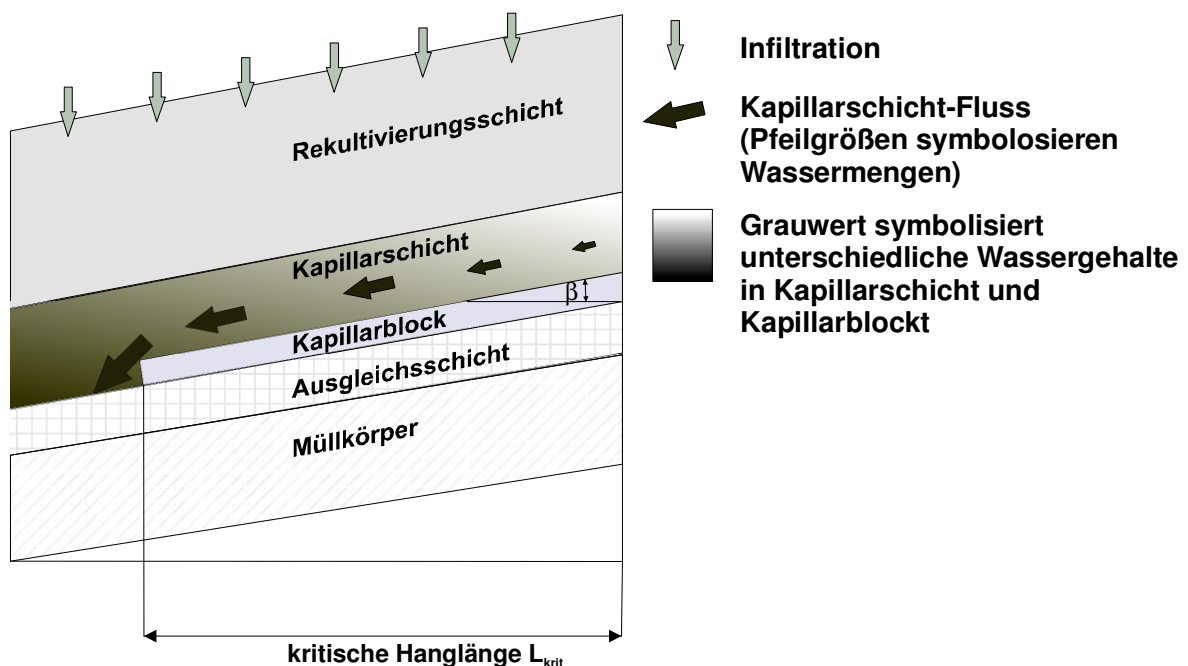 Infiltration
Kapillarschicht-Fluss
(Pfeilgrößen symbolosieren
Wassermengen)
Grauwert symbolisiert
unterschiedliche Wassergehalte
in Kapillarschicht und
Kapillarblockt
Rekultivierungsschicht
Kapillarschicht
β
Kapillarblock
Ausgleichsschicht
Müllkörper
kritische Hanglänge Lkrit